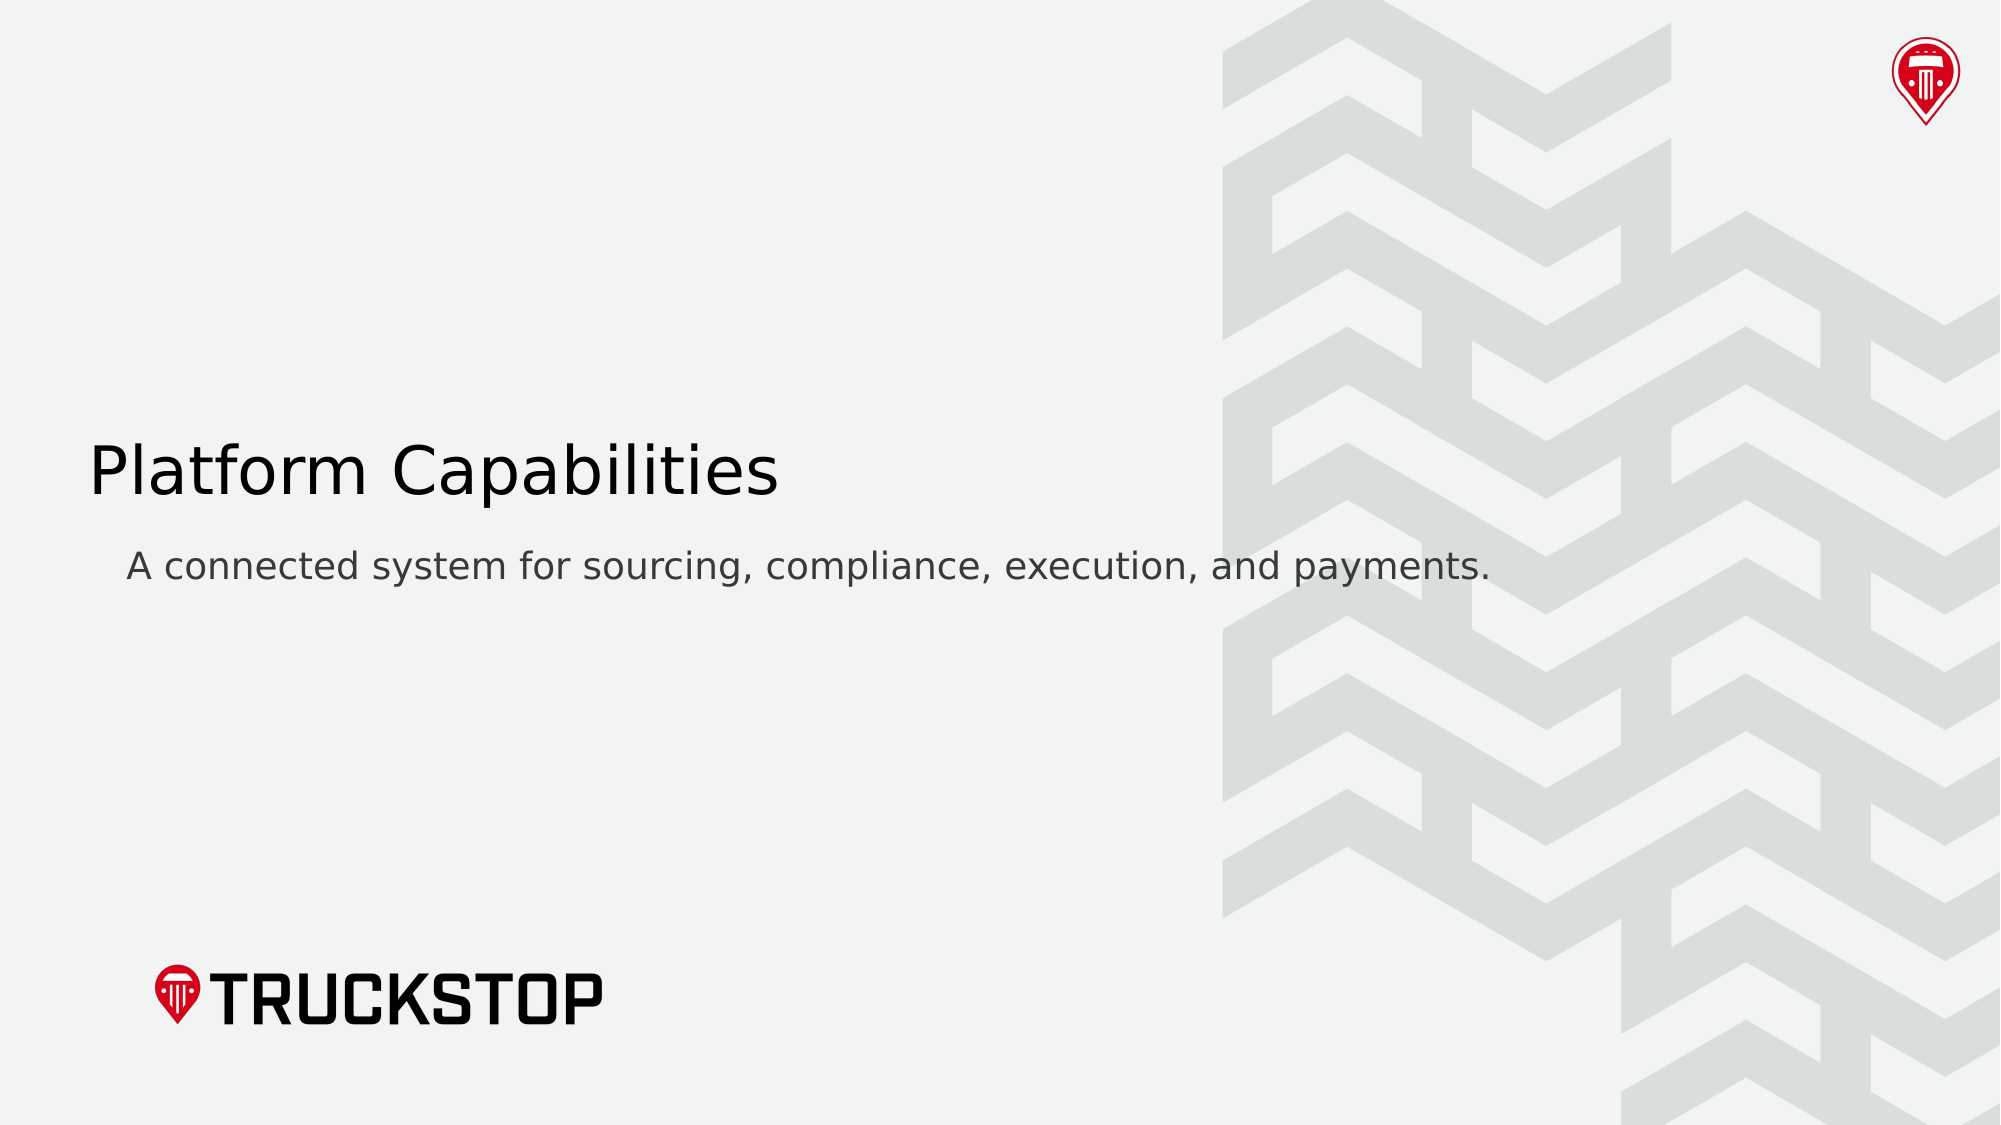 Platform Capabilities
A connected system for sourcing, compliance, execution, and payments.
TRUCKSTOP